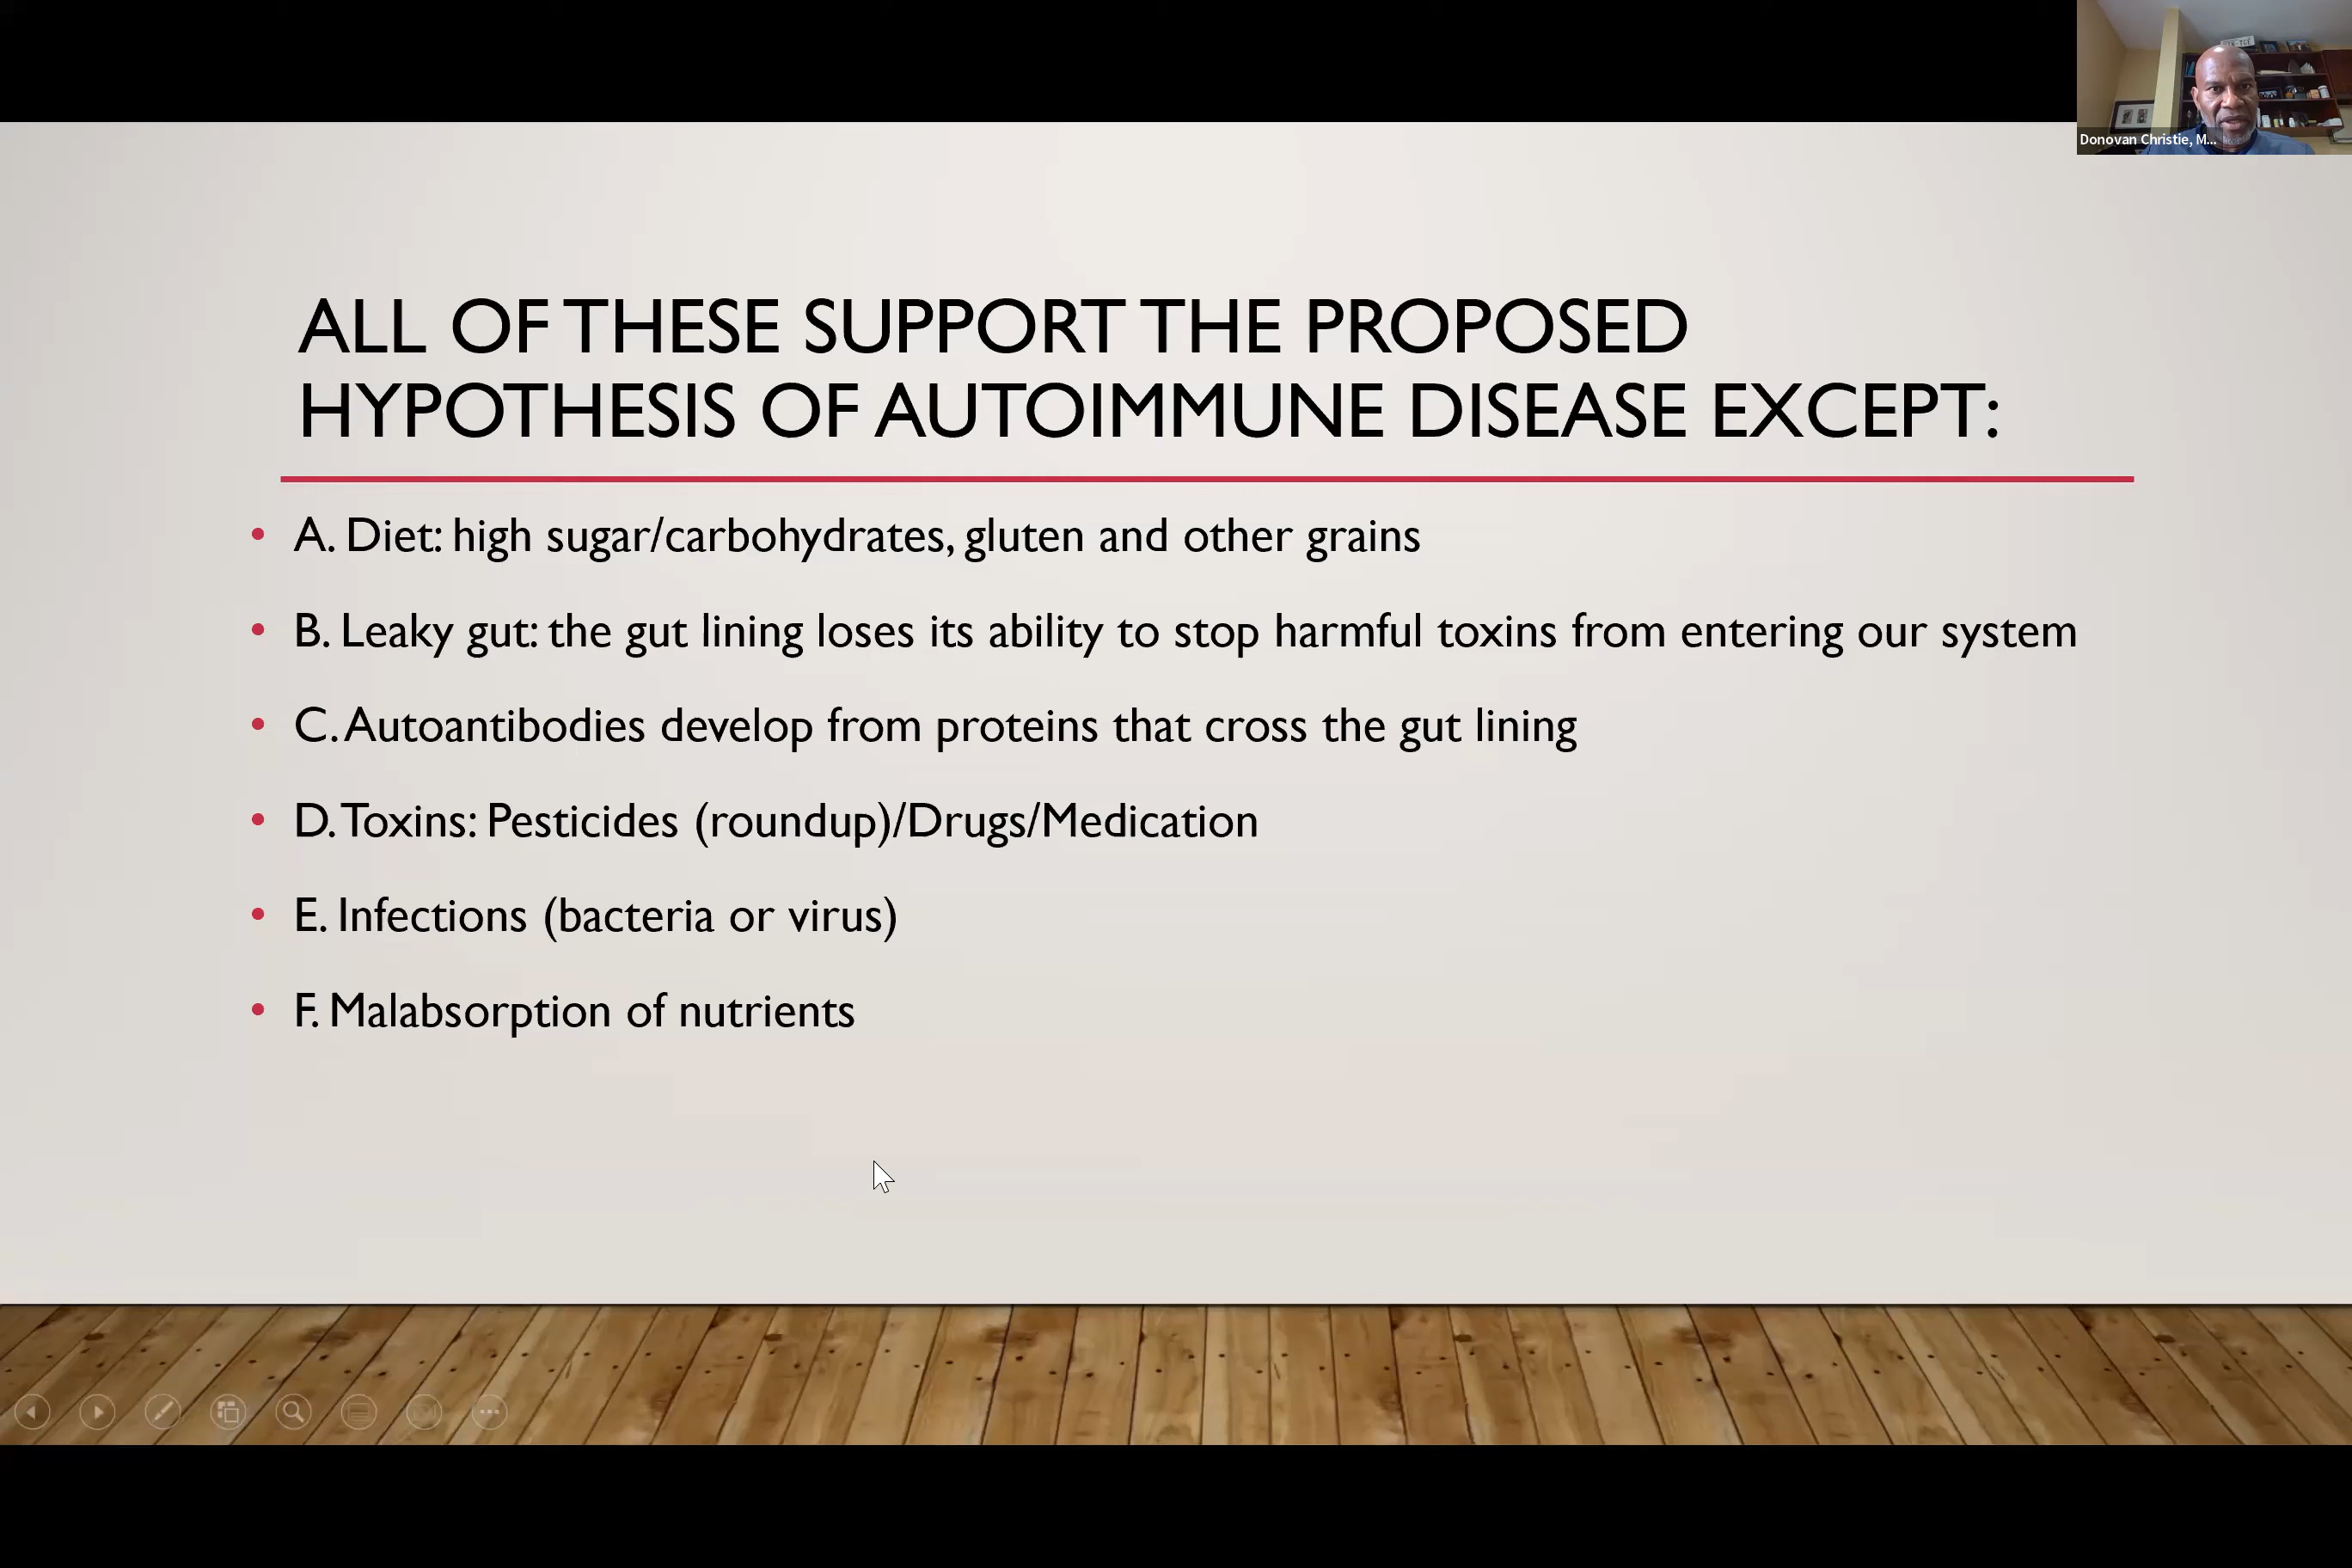 Donovan Christie, M...
ALL OF THESE SUPPORT THE PROPOSED
HYPOTHESIS OF AUTOIMMUNE DISEASE EXCEPT:
• A. Diet: high sugar/carbohydrates, gluten and other grains
• B. Leaky gut: the gut lining loses its ability to stop harmful toxins from entering our system
• C. Autoantibodies develop from proteins that cross the gut lining
• D. Toxins: Pesticides (roundup)/Drugs/Medication
• E. Infections (bacteria or virus)
• F. Malabsorption of nutrients